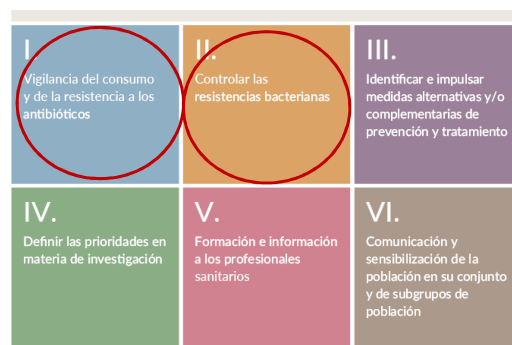 I.
Vigilancia del consumo
y de la resistencia a los
antibióticos
II.
Controlar las
resistencias bacterianas
III.
Identificar e impulsar
medidas alternativas y/o
complementarias de
prevención y tratamiento
IV.
Definir las prioridades en
materia de investigación
V.
Formación e información
a los profesionales
sanitarios
VI.
Comunicación y
sensibilización de la
población en su conjunto
y de subgrupos de
población